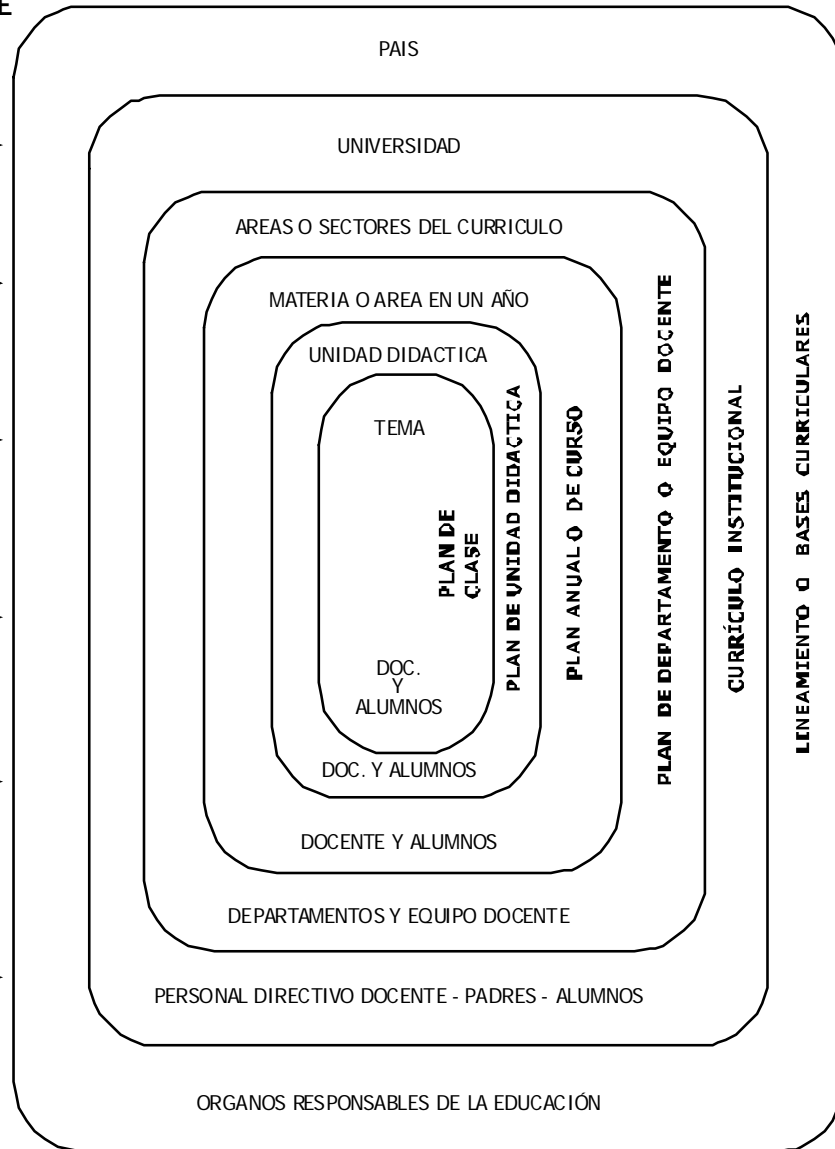 E
PAIS
UNIVERSIDAD
AREAS O SECTORES DEL CURRICULO
MATERIA O AREA EN UN AÑO
UNIDAD DIDACTICA
TEMA
PLAN DE
CLASE
PLAN DE UNIDAD DIDACTICA
PLAN ANUAL O DE CURSO
PLAN DE DEPARTAMENTO O EQUIPO DOCENTE
CURRÍCULO INSTITUCIONAL
LINEAMIENTO O BASES CURRICULARES
DOC.
Y
ALUMNOS
DOC. Y ALUMNOS
DOCENTE Y ALUMNOS
DEPARTAMENTOS Y EQUIPO DOCENTE
PERSONAL DIRECTIVO DOCENTE - PADRES - ALUMNOS
ORGANOS RESPONSABLES DE LA EDUCACIÓN